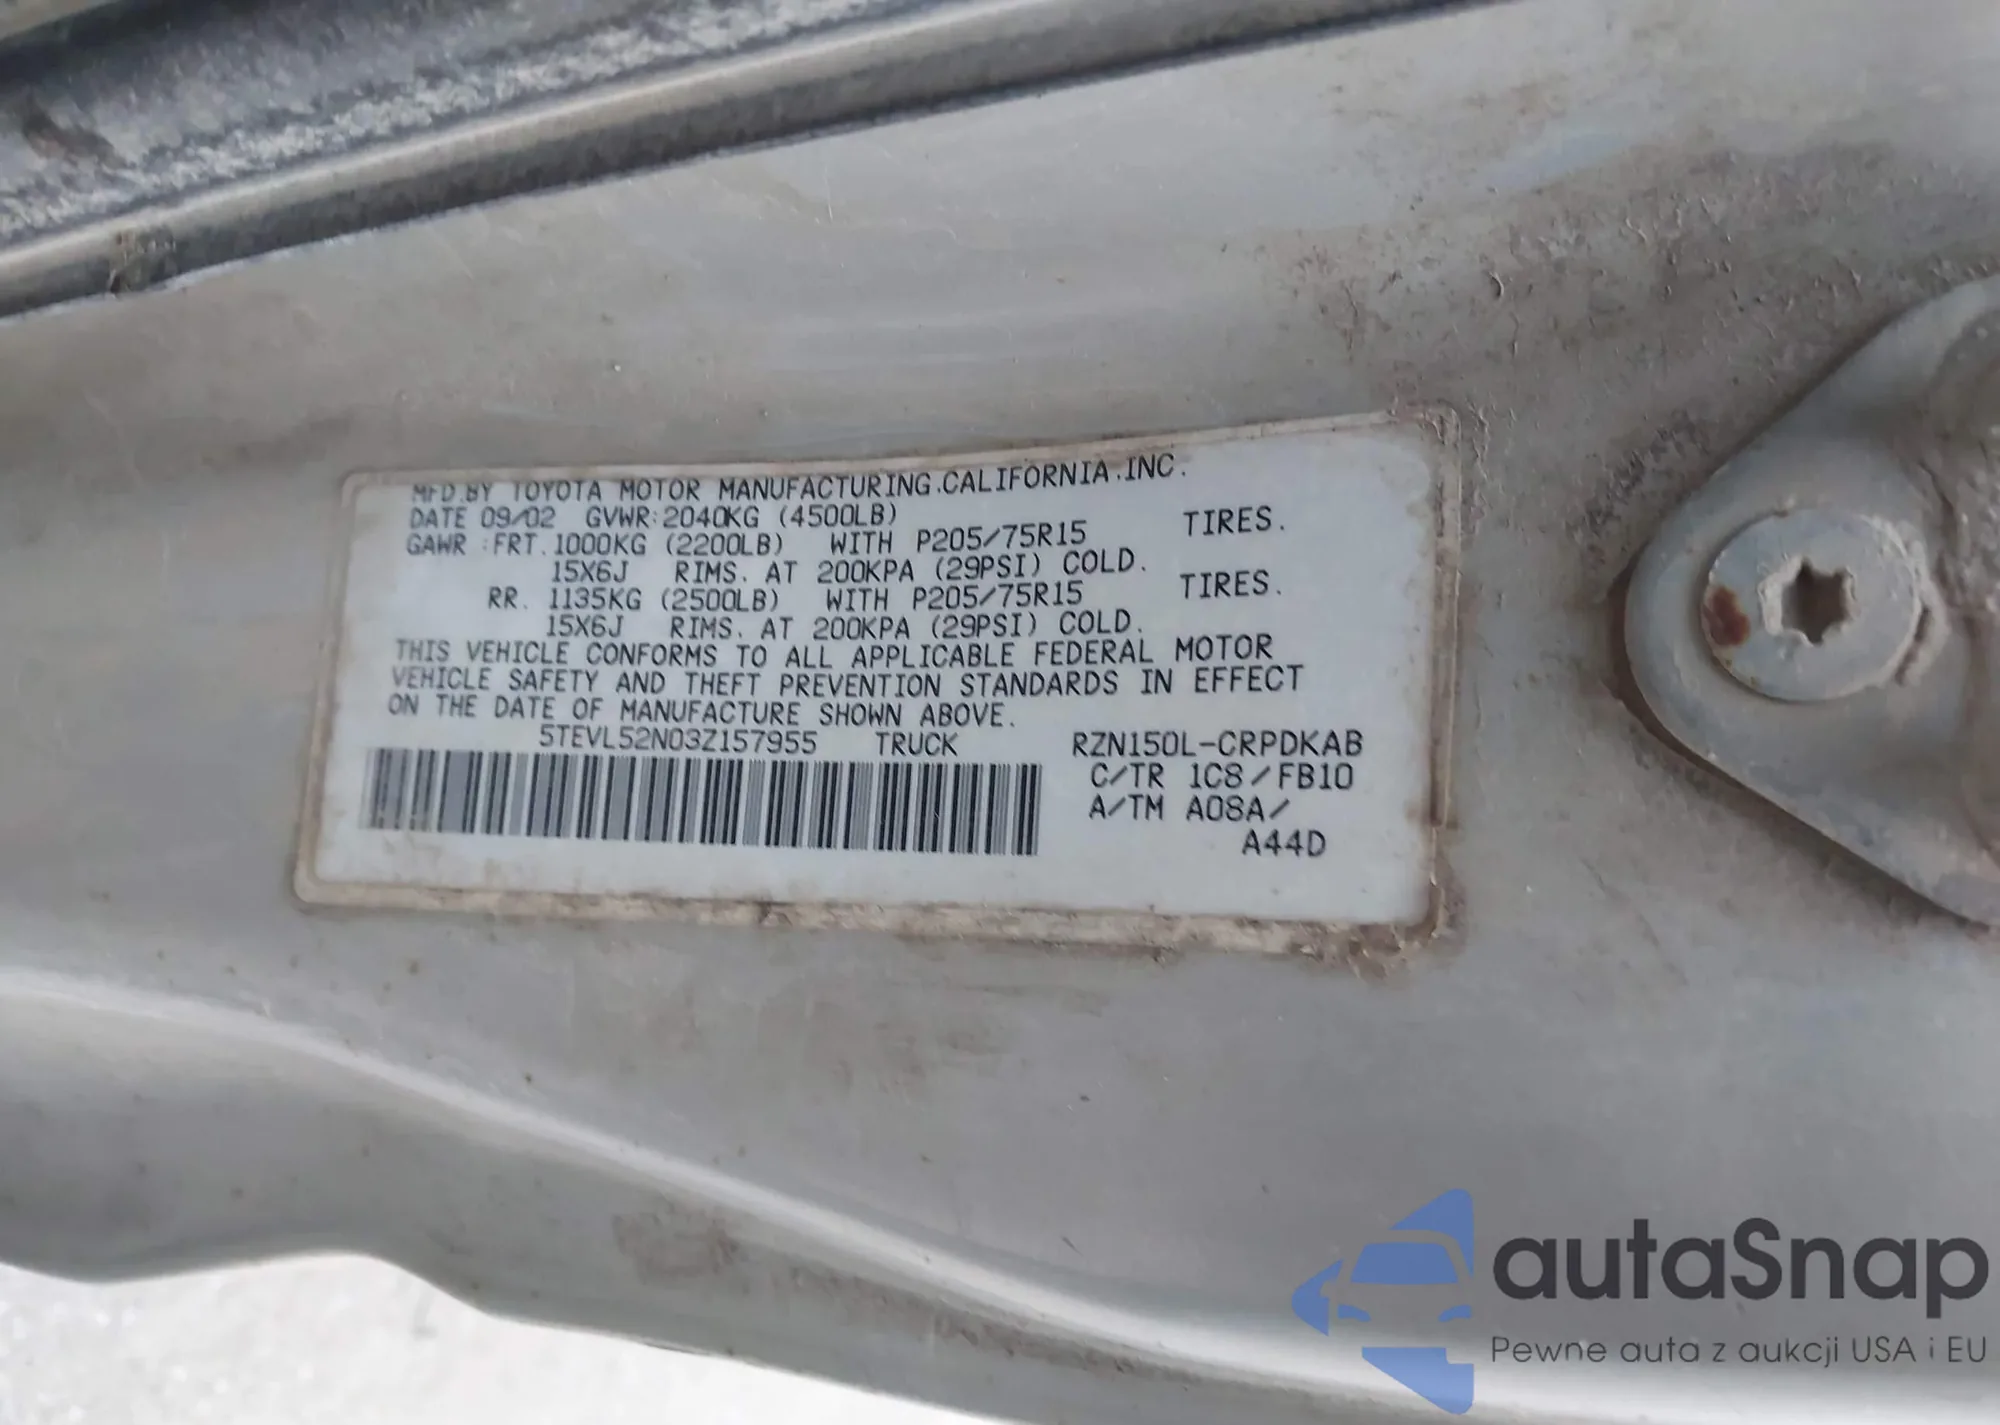 MFD.BY TOYOTA MOTOR MANUFACTURING.CALIFORNIA.INC.
DATE 09/02 GVWR:2040KG (4500LB)
GAWR :FRT. 1000KG (2200LB) WITH P205/75R15 TIRES.
15X6J RIMS. AT 200KPA (29PSI) COLD.
RR. 1135KG (2500LB) WITH P205/75R15 TIRES.
15X6J RIMS. AT 200KPA (29PSI) COLD.
THIS VEHICLE CONFORMS TO ALL APPLICABLE FEDERAL MOTOR
VEHICLE SAFETY AND THEFT PREVENTION STANDARDS IN EFFECT
ON THE DATE OF MANUFACTURE SHOWN ABOVE.
5TEVL52N03Z157955 TRUCK RZN150L-CRPDKAB
C/TR 1C8/FB10
A/TM A08A/
A44D
autaSnap
Pewne auta z aukcji USA i EU